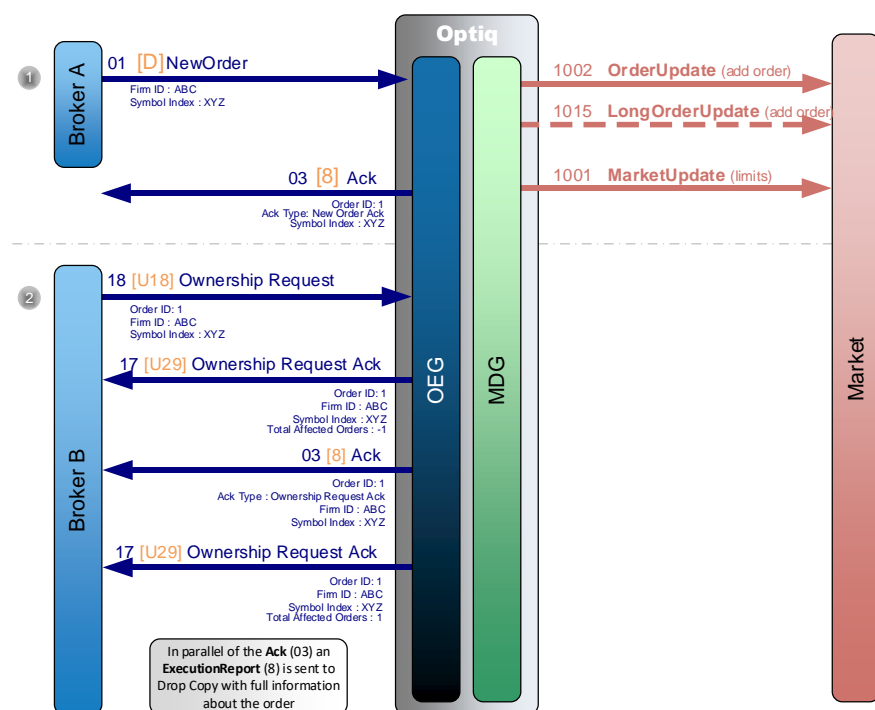 Optiq
1
Broker A
01 [D] NewOrder
Firm ID : ABC
Symbol Index : XYZ
1002 OrderUpdate (add order)
1015 LongOrderUpdate (add order)
03 [8] Ack
1001 MarketUpdate (limits)
Order ID: 1
Ack Type: New Order Ack
Symbol Index : XYZ
2
Broker B
18 [U18] Ownership Request
Order ID: 1
Firm ID : ABC
Symbol Index : XYZ
OEG
MDG
Market
17 [U29] Ownership Request Ack
Order ID: 1
Firm ID : ABC
Symbol Index : XYZ
Total Affected Orders : -1
03 [8] Ack
Order ID: 1
Ack Type : Ownership Request Ack
Firm ID : ABC
Symbol Index : XYZ
17 [U29] Ownership Request Ack
Order ID: 1
Firm ID : ABC
Symbol Index : XYZ
Total Affected Orders : 1
In parallel of the Ack (03) an
ExecutionReport (8) is sent to
Drop Copy with full information
about the order